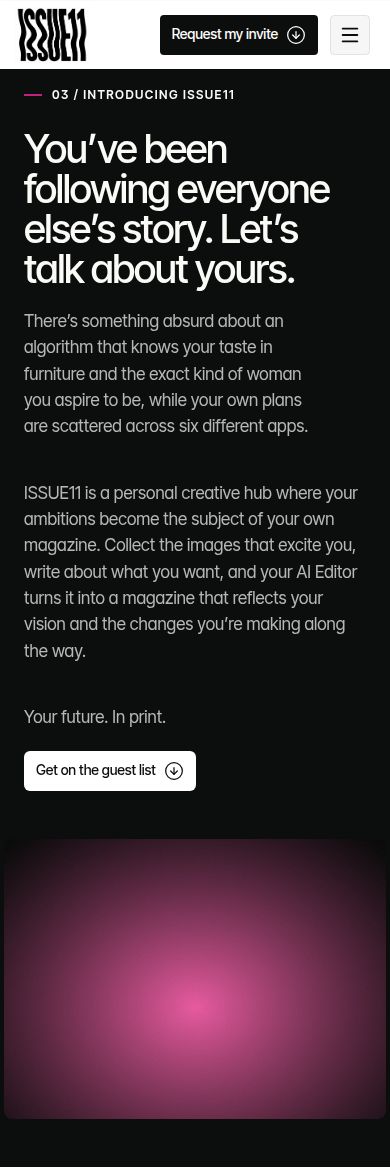 ISSUE11
Request my invite
03 / INTRODUCING ISSUE11
You’ve been
following everyone
else’s story. Let’s
talk about yours.
There’s something absurd about an
algorithm that knows your taste in
furniture and the exact kind of woman
you aspire to be, while your own plans
are scattered across six different apps.
ISSUE11 is a personal creative hub where your
ambitions become the subject of your own
magazine. Collect the images that excite you,
write about what you want, and your AI Editor
turns it into a magazine that reflects your
vision and the changes you’re making along
the way.
Your future. In print.
Get on the guest list